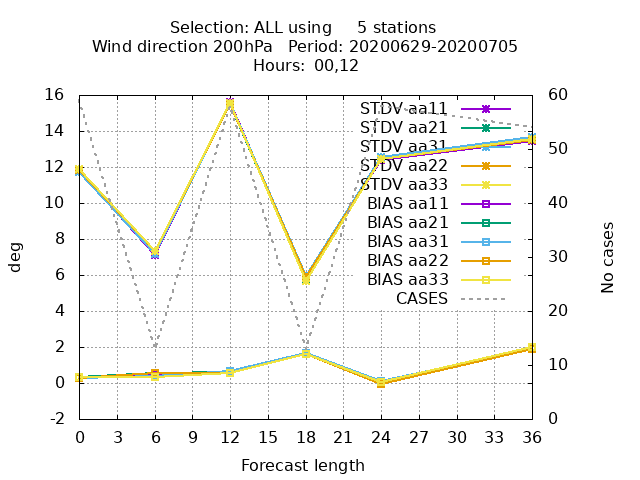 Selection: ALL using 5 stations
Wind direction 200hPa Period: 20200629-20200705
Hours: 00,12
16
14
12
10
8
6
4
2
0
-2
deg
60
50
40
30
20
10
0
No cases
STDV aa11
STDV aa21
STDV aa31
STDV aa22
STDV aa33
BIAS aa11
BIAS aa21
BIAS aa31
BIAS aa22
BIAS aa33
CASES
0 3 6 9 12 15 18 21 24 27 30 33 36
Forecast length